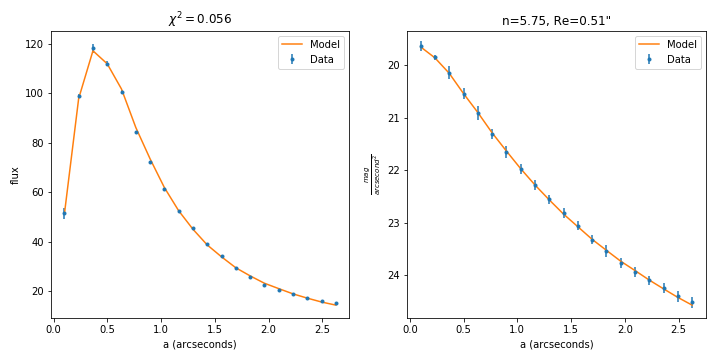 χ² = 0.056
Model
Data
120
100
80
60
40
20
flux
0.0 0.5 1.0 1.5 2.0 2.5
a (arcseconds)
n=5.75, Re=0.51"
Model
Data
20
21
22
23
24
mag
arcsecond²
0.0 0.5 1.0 1.5 2.0 2.5
a (arcseconds)